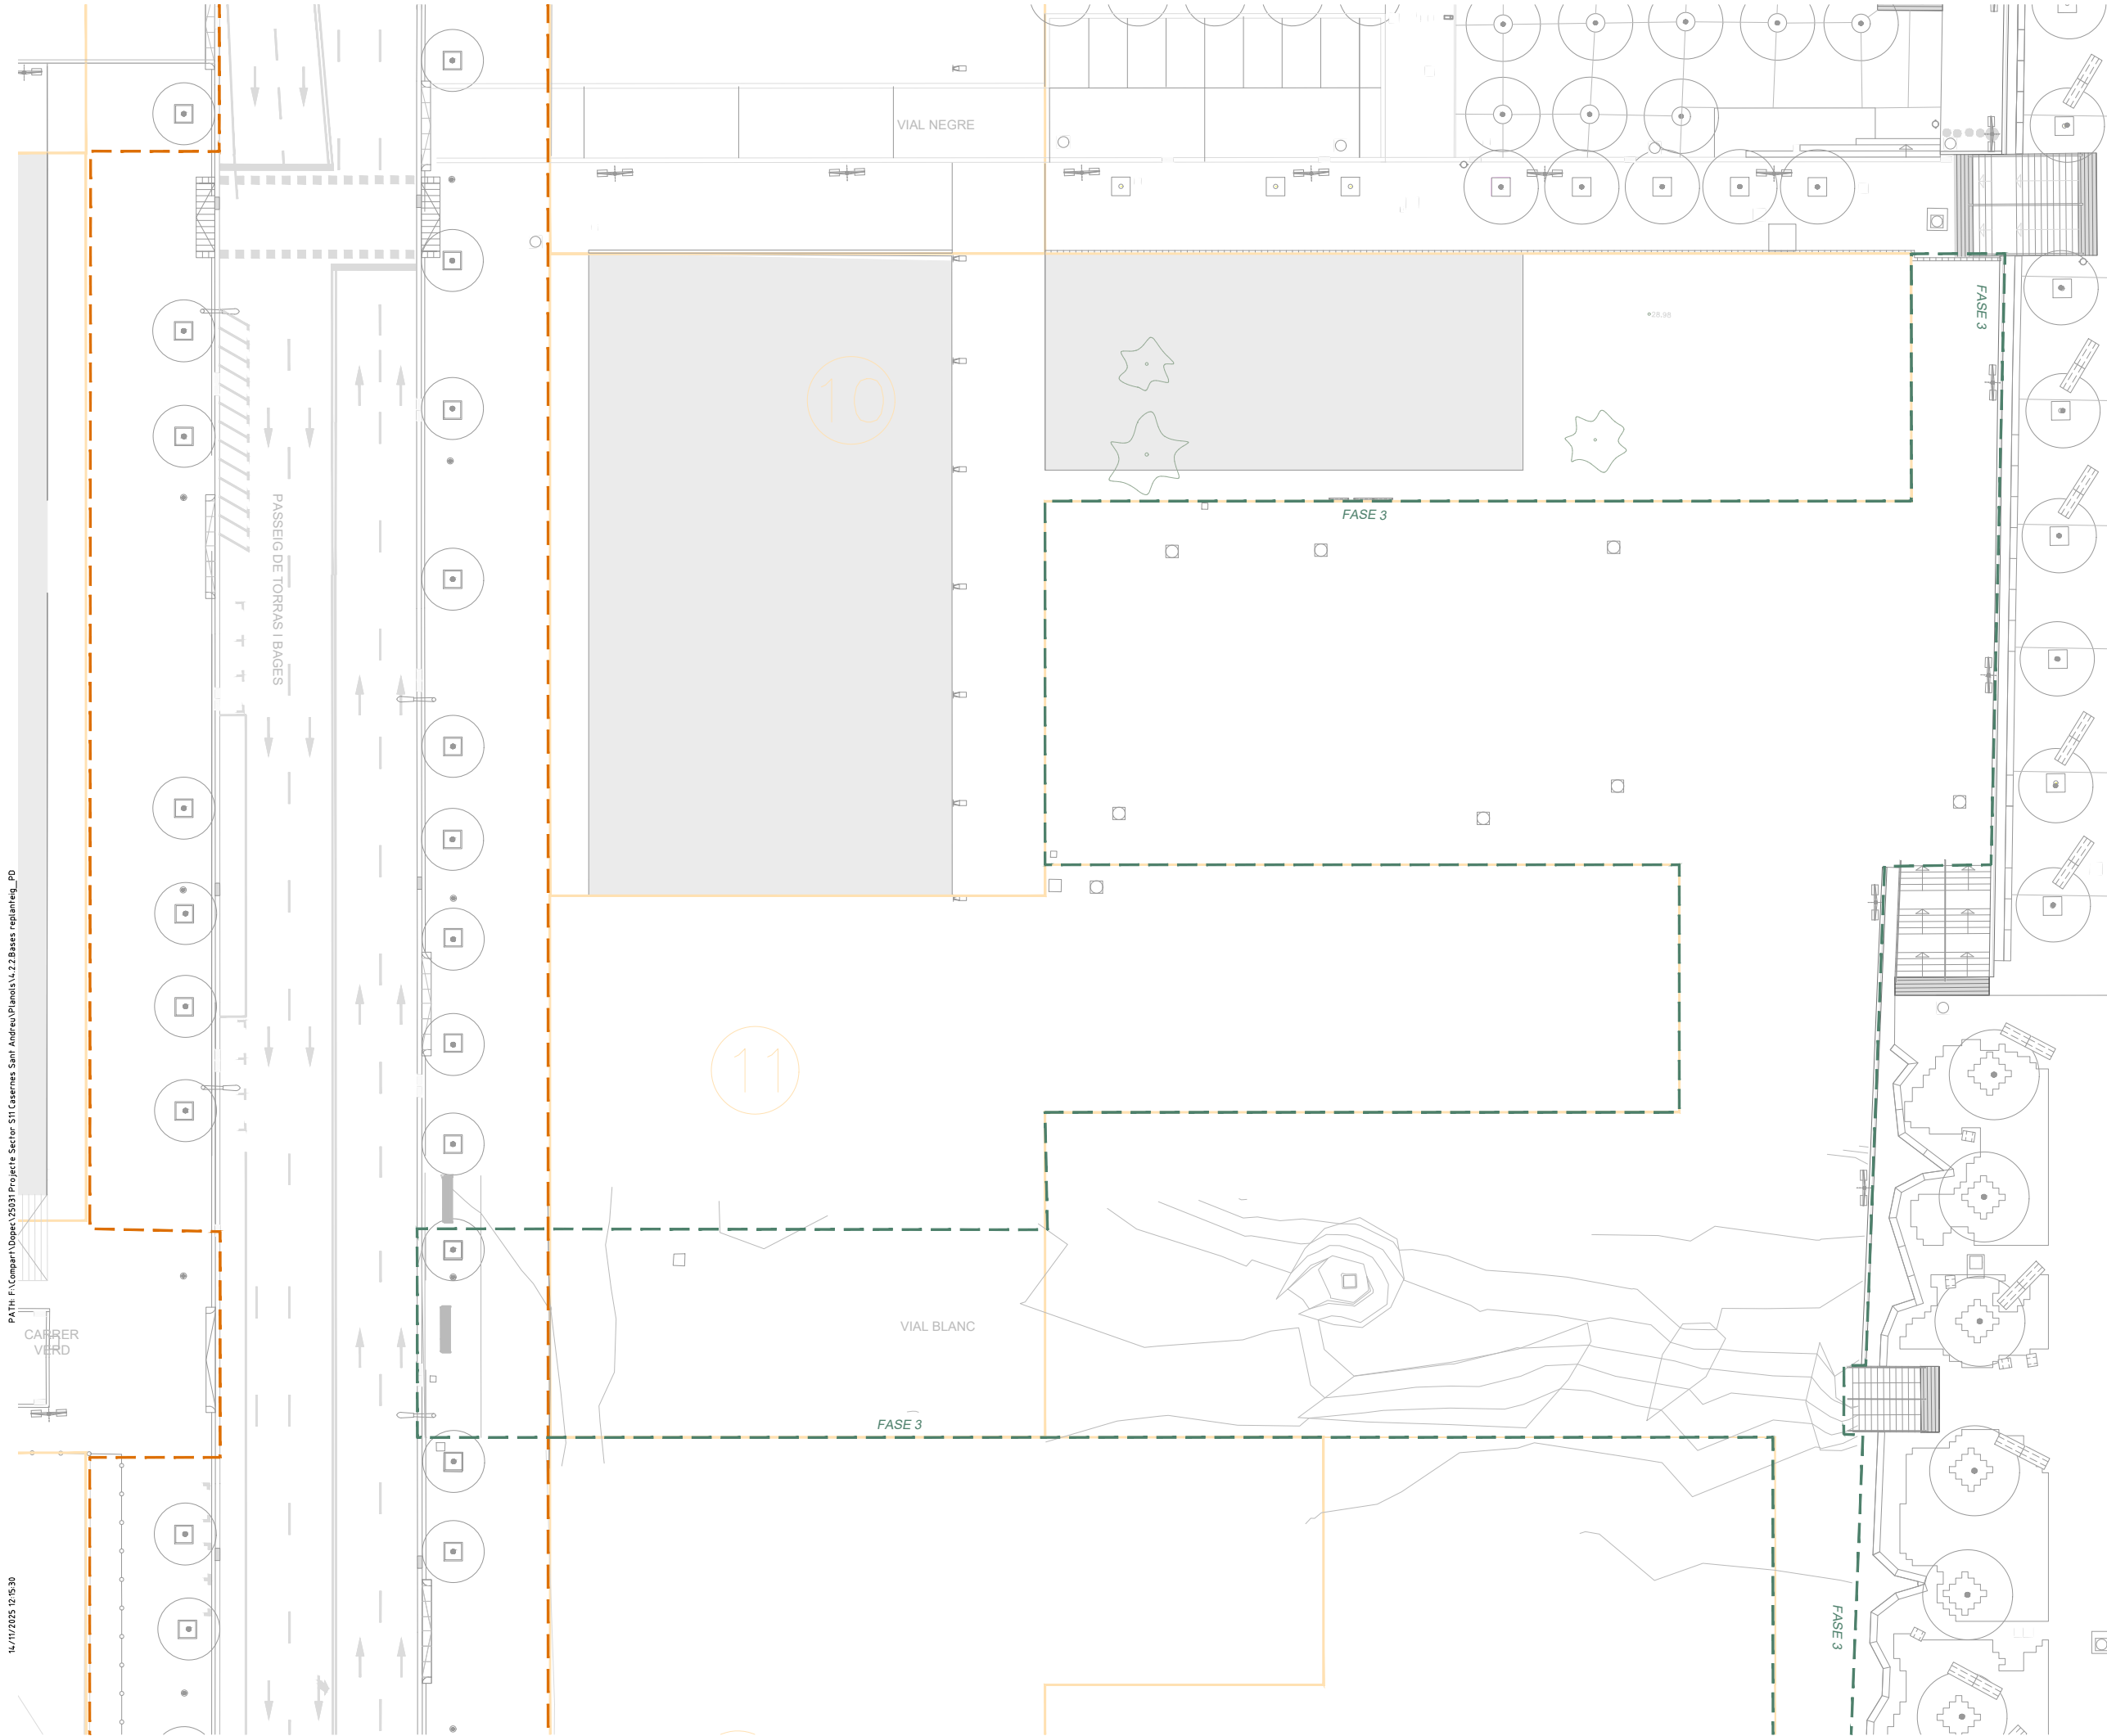 VIAL NEGRE
FASE 3
28,98
10
PASSEIG DE TORRAS I BAGES
FASE 3
PATH: F:\Compart\Dopec\25031 Projecte Sector S11 Casernes Sant Andreu\Planols\4.2.2 Bases replanteig_PD
11
CARRER
VERD
VIAL BLANC
FASE 3
14/11/2025 12:15:30
FASE 3